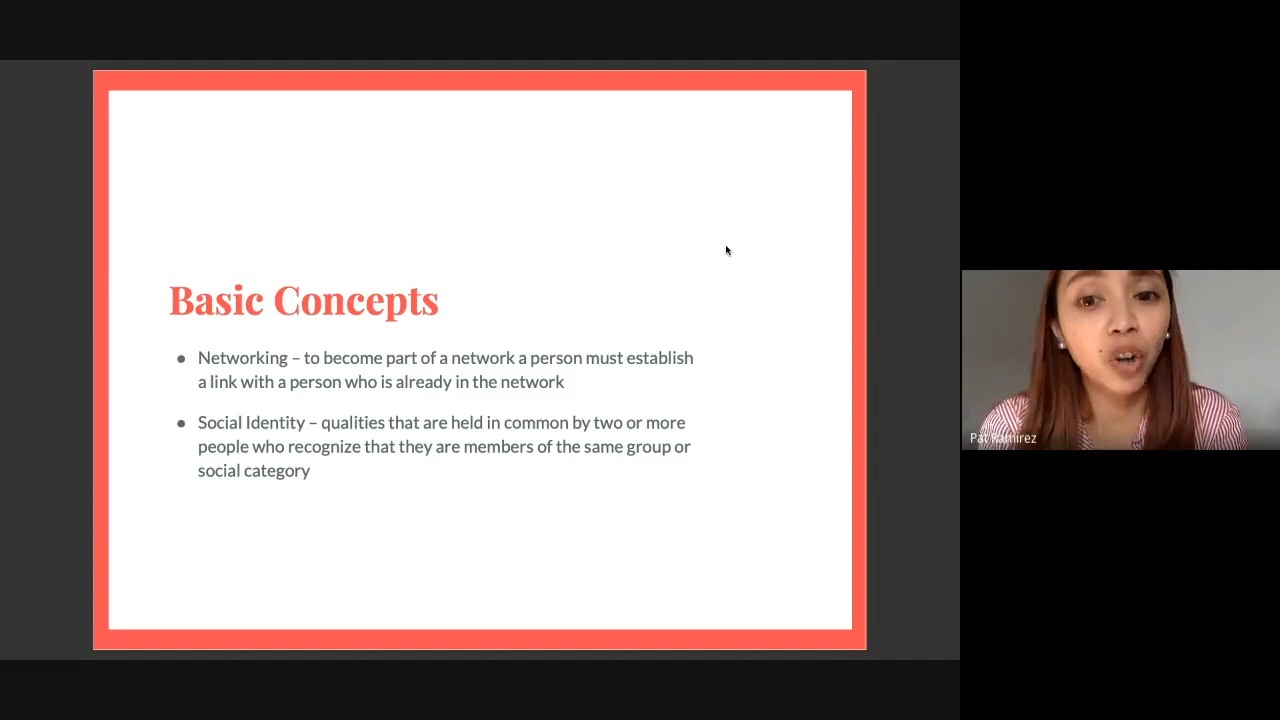 Basic Concepts
● Networking – to become part of a network a person must establish
a link with a person who is already in the network
● Social Identity – qualities that are held in common by two or more
people who recognize that they are members of the same group or
social category
Pat Ramirez